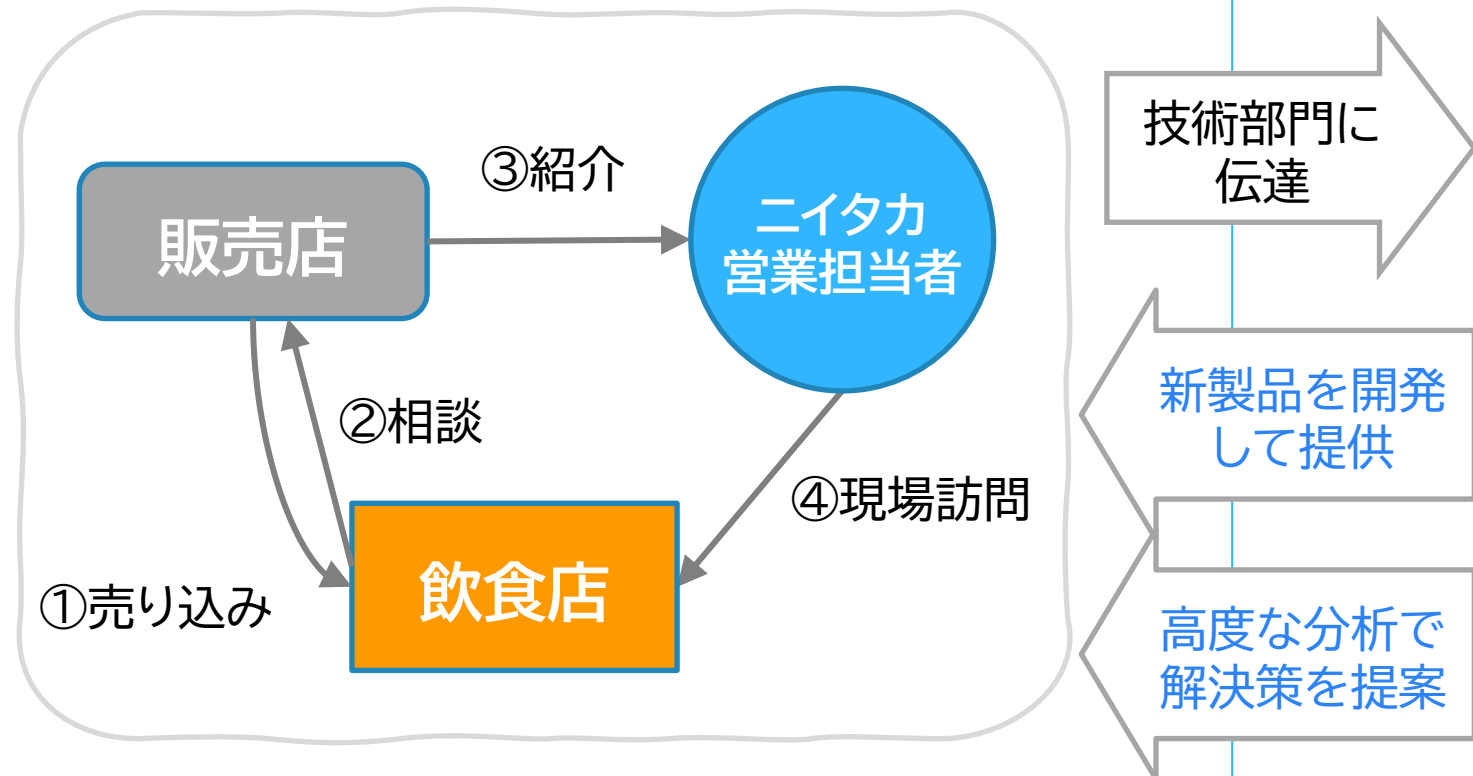 ③紹介
販売店
ニイタカ
営業担当者
②相談
④現場訪問
①売り込み
飲食店
技術部門に
伝達
新製品を開発
して提供
高度な分析で
解決策を提案